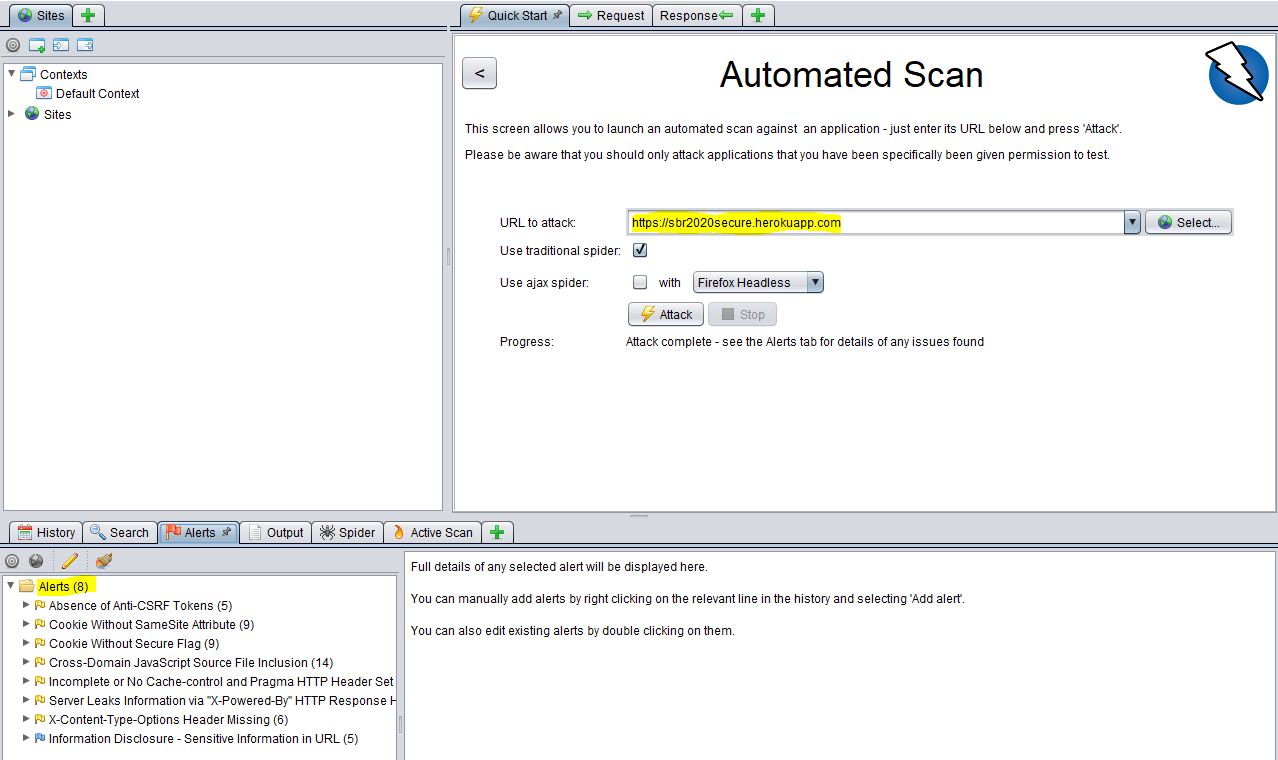 Sites
Quick Start Request Response
Contexts
Default Context
Sites
<
Automated Scan
This screen allows you to launch an automated scan against an application - just enter its URL below and press 'Attack'.
Please be aware that you should only attack applications that you have been specifically been given permission to test.
URL to attack: https://sbr2020secure.herokuapp.com Select...
Use traditional spider:
Use ajax spider: with Firefox Headless
Attack Stop
Progress: Attack complete - see the Alerts tab for details of any issues found
History Search Alerts Output Spider Active Scan
Alerts (8)
Absence of Anti-CSRF Tokens (5)
Cookie Without SameSite Attribute (9)
Cookie Without Secure Flag (9)
Cross-Domain JavaScript Source File Inclusion (14)
Incomplete or No Cache-control and Pragma HTTP Header Set
Server Leaks Information via "X-Powered-By" HTTP Response H
X-Content-Type-Options Header Missing (6)
Information Disclosure - Sensitive Information in URL (5)
Full details of any selected alert will be displayed here.
You can manually add alerts by right clicking on the relevant line in the history and selecting 'Add alert'.
You can also edit existing alerts by double clicking on them.